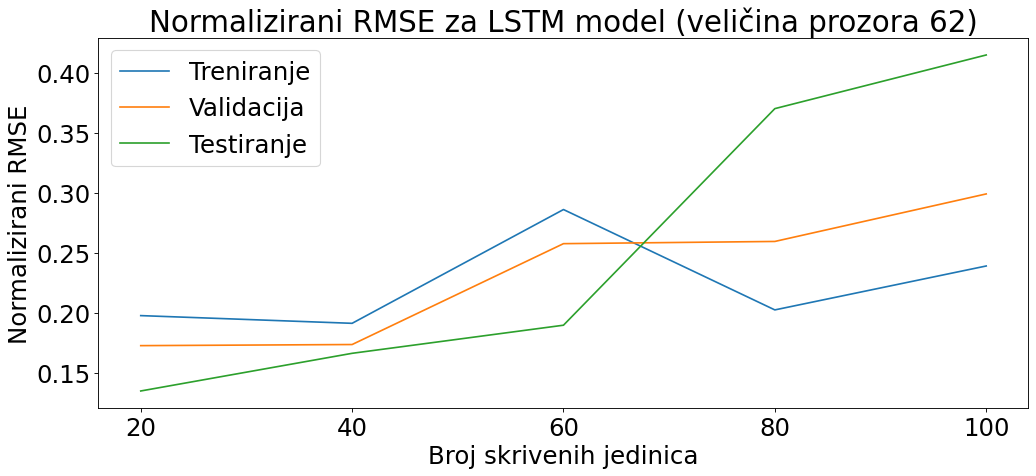 Normalizirani RMSE za LSTM model (veličina prozora 62)
Treniranje
Validacija
Testiranje
Normalizirani RMSE
0.40
0.35
0.30
0.25
0.20
0.15
20 40 60 80 100
Broj skrivenih jedinica